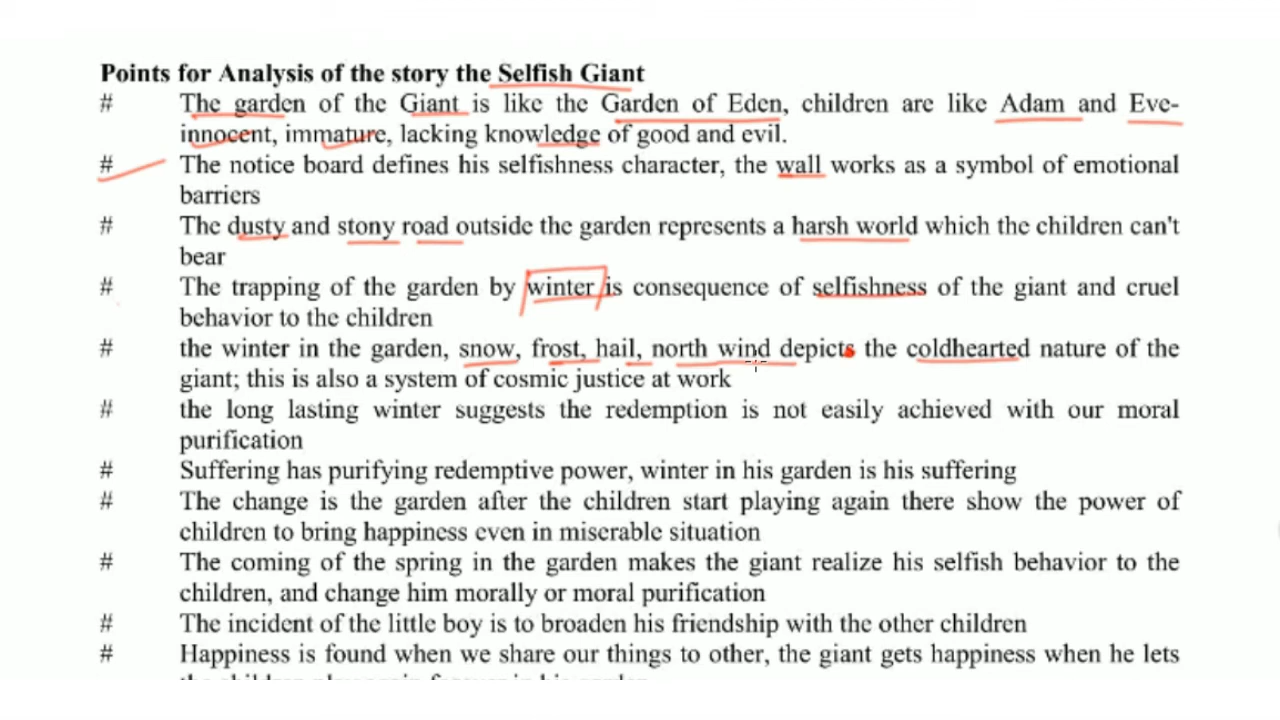 Points for Analysis of the story the Selfish Giant
# The garden of the Giant is like the Garden of Eden, children are like Adam and Eve-
innocent, immature, lacking knowledge of good and evil.
# The notice board defines his selfishness character, the wall works as a symbol of emotional
barriers
# The dusty and stony road outside the garden represents a harsh world which the children can't
bear
# The trapping of the garden by winter is consequence of selfishness of the giant and cruel
behavior to the children
# the winter in the garden, snow, frost, hail, north wind depicts the coldhearted nature of the
giant; this is also a system of cosmic justice at work
# the long lasting winter suggests the redemption is not easily achieved with our moral
purification
# Suffering has purifying redemptive power, winter in his garden is his suffering
# The change is the garden after the children start playing again there show the power of
children to bring happiness even in miserable situation
# The coming of the spring in the garden makes the giant realize his selfish behavior to the
children, and change him morally or moral purification
# The incident of the little boy is to broaden his friendship with the other children
# Happiness is found when we share our things to other, the giant gets happiness when he lets